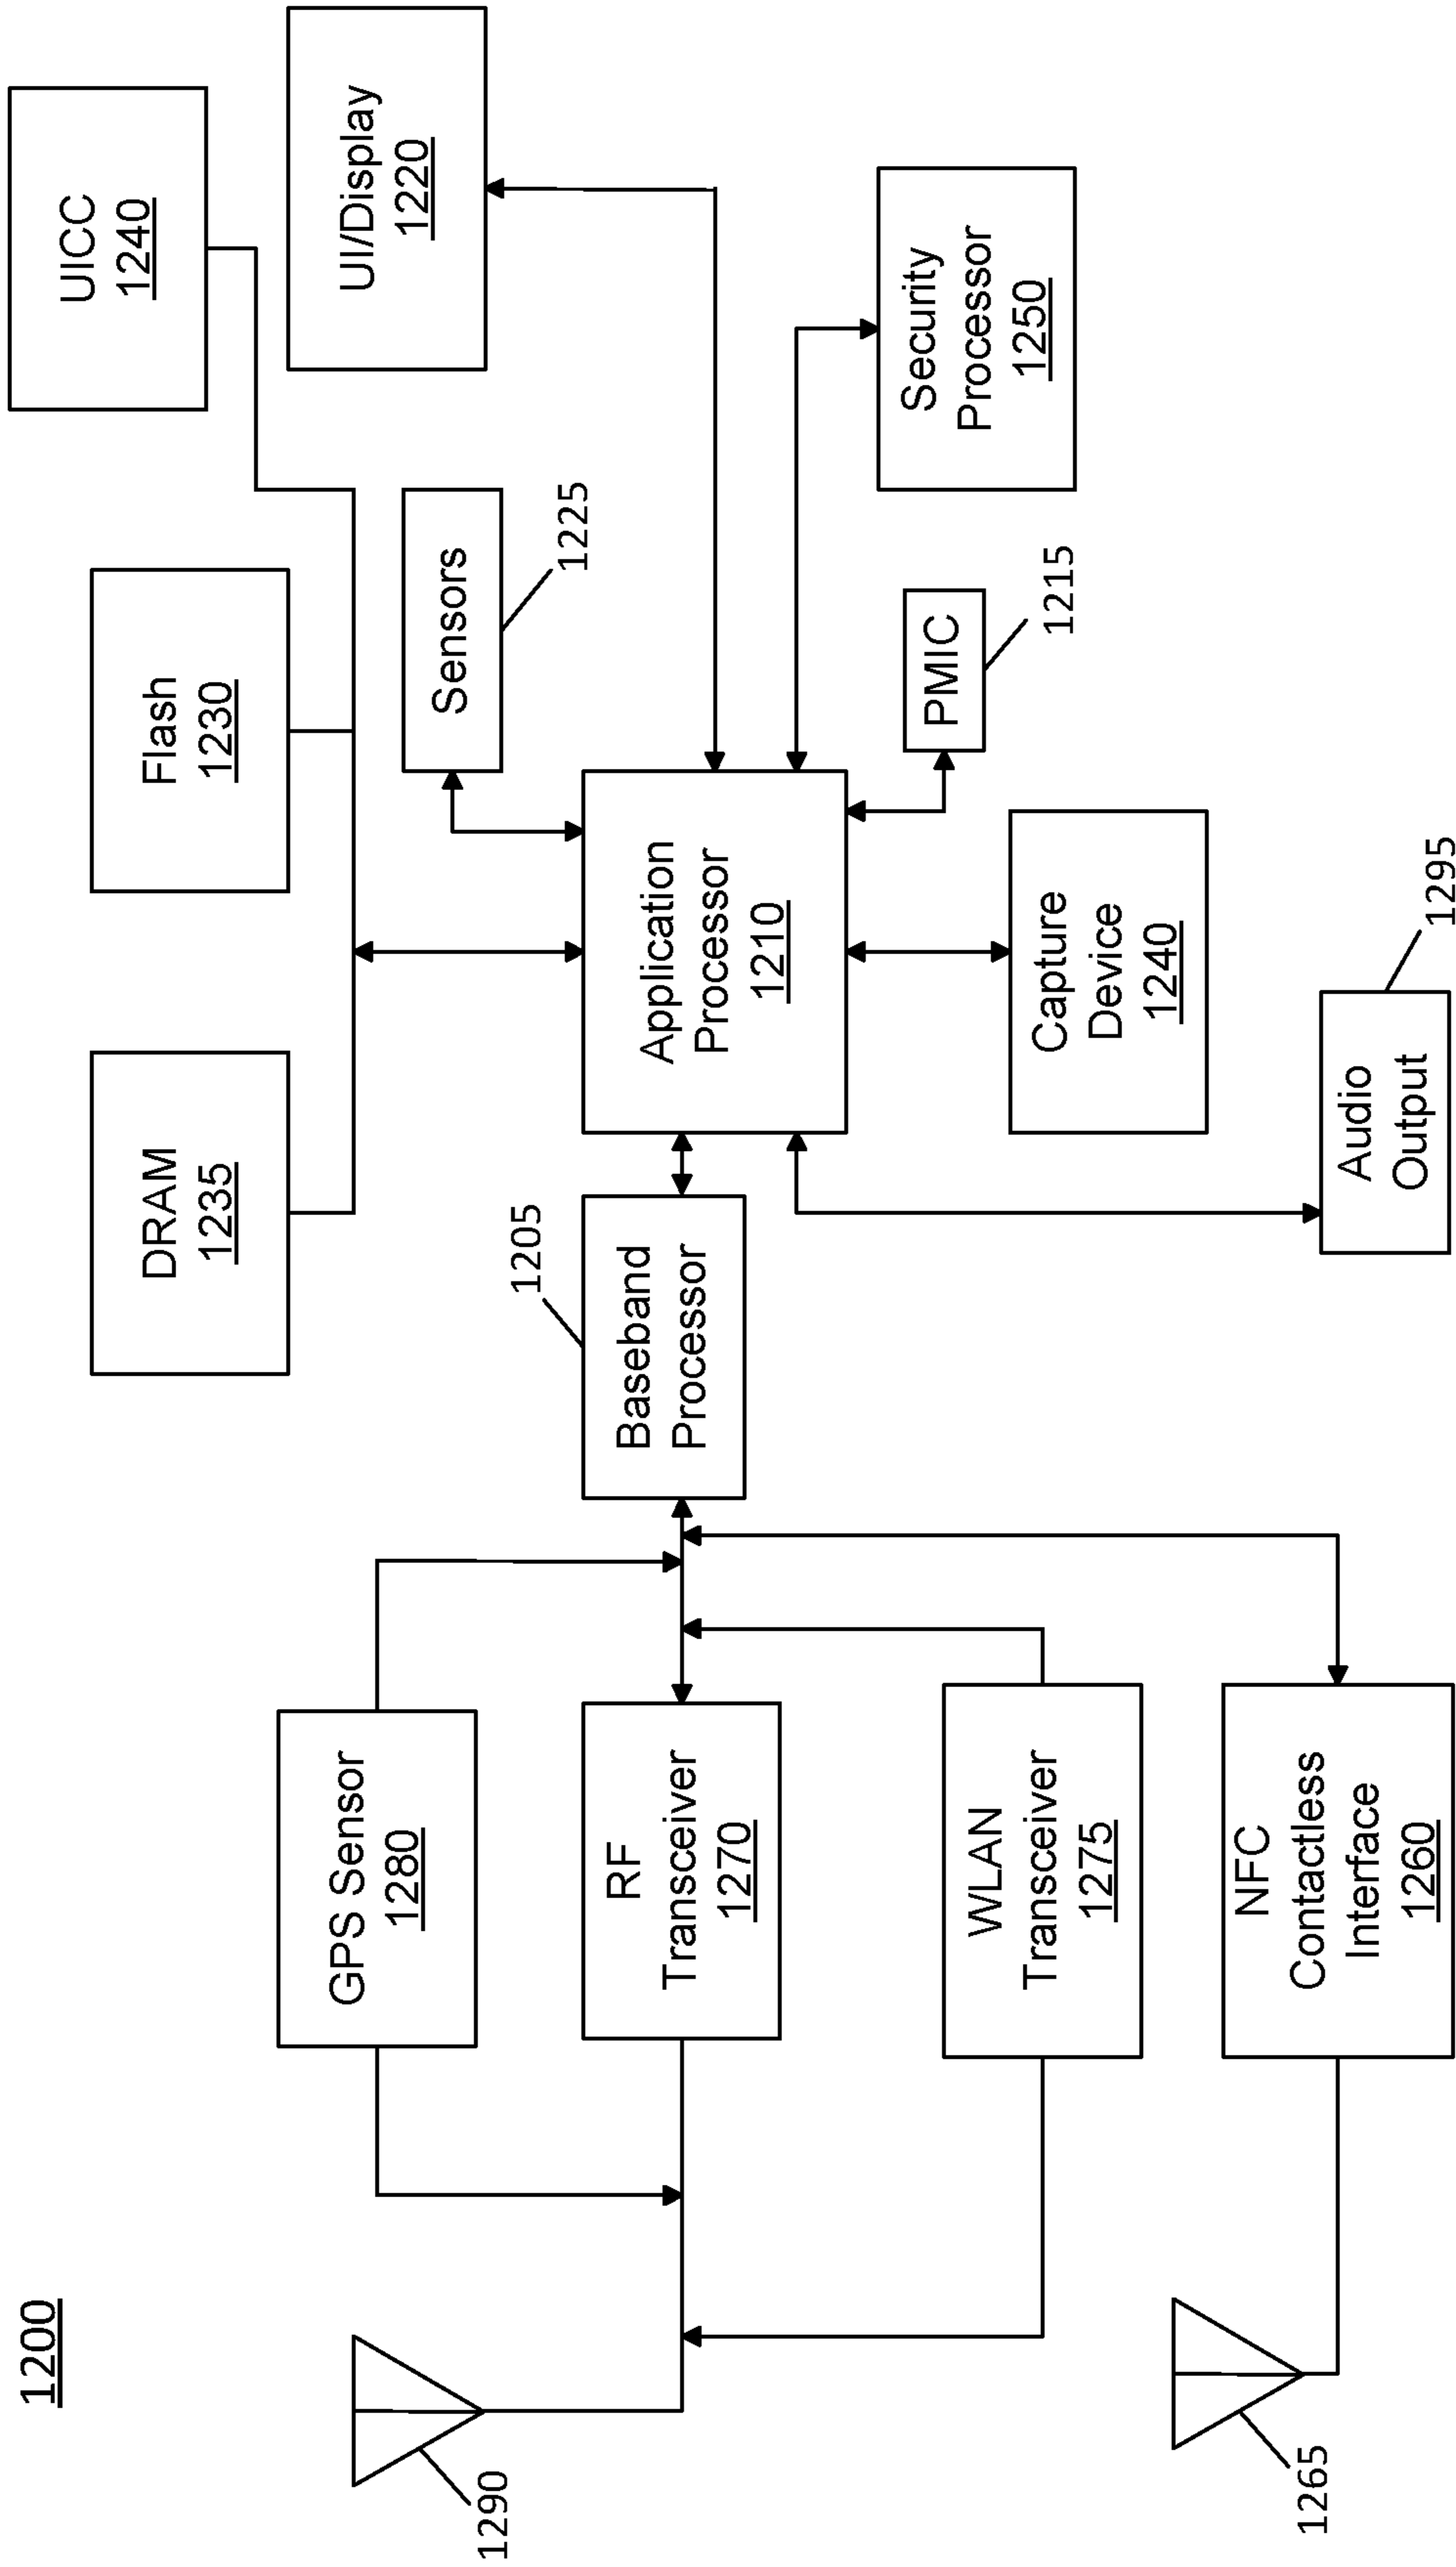 1200
UICC
1240
DRAM
1235
Flash
1230
UI/Display
1220
Sensors
1225
GPS Sensor
1280
1290
RF
Transceiver
1270
Baseband
Processor
1205
Application
Processor
1210
Security
Processor
1250
PMIC
1215
WLAN
Transceiver
1275
Capture
Device
1240
NFC
Contactless
Interface
1260
1265
Audio
Output
1295